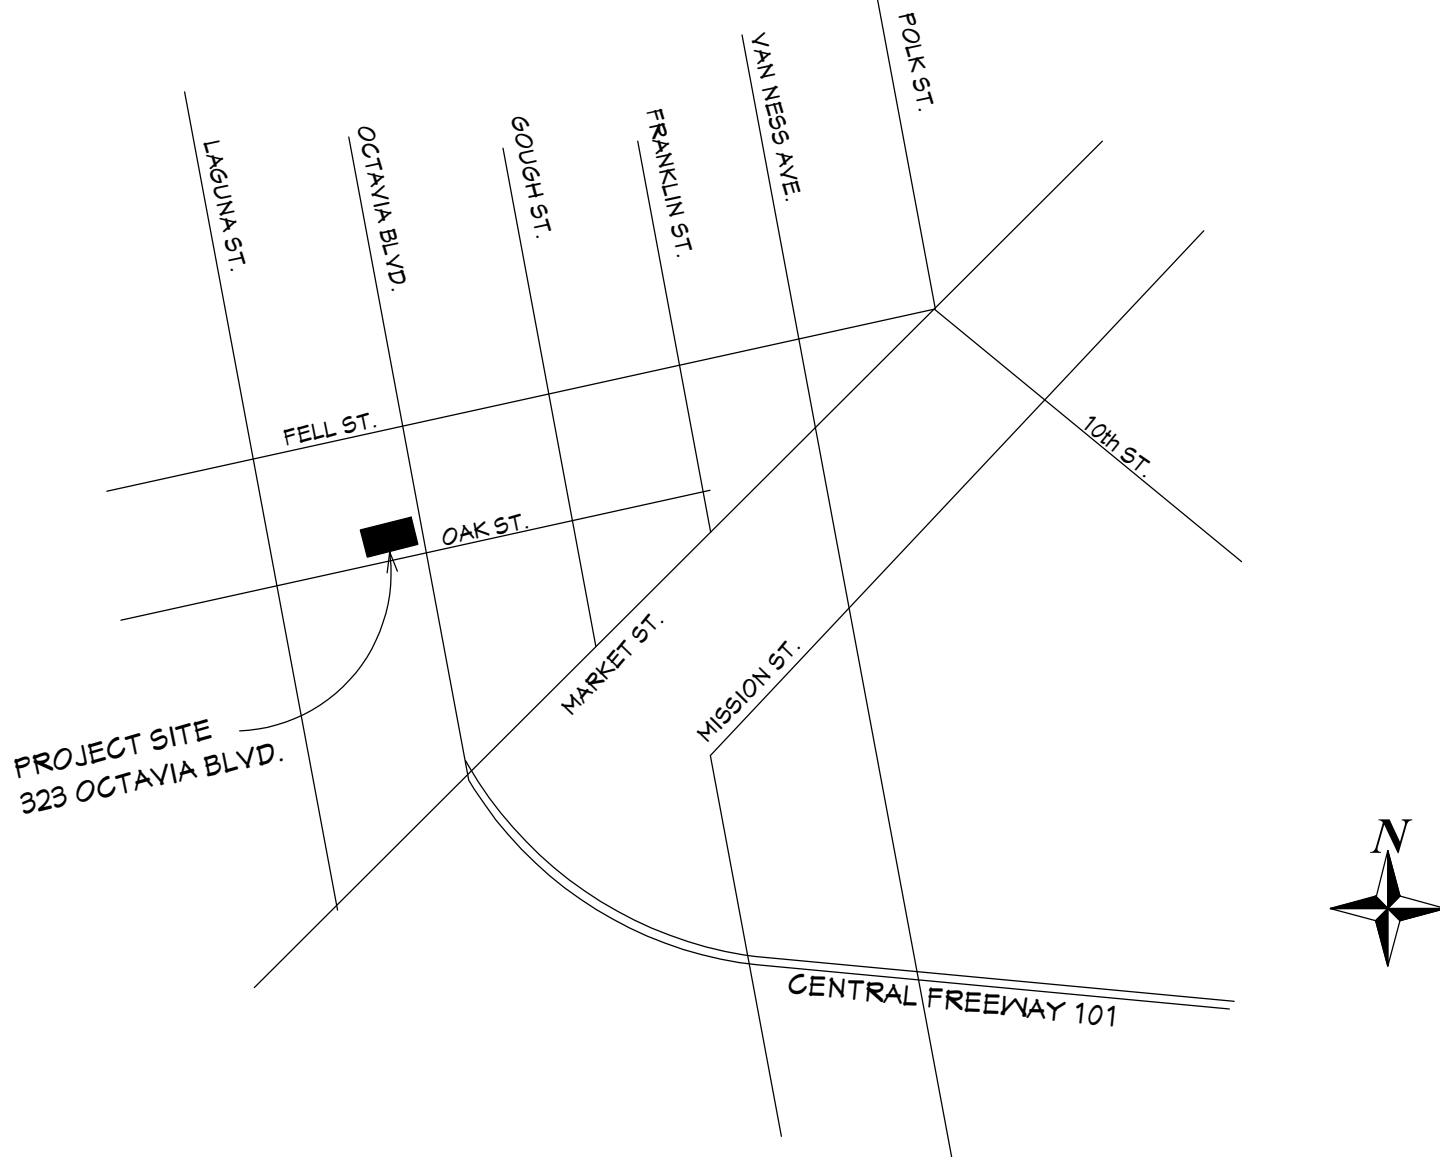 POLK ST.
VAN NESS AVE.
FRANKLIN ST.
GOUGH ST.
OCTAVIA BLVD.
LAGUNA ST.
FELL ST.
10th ST.
OAK ST.
MARKET ST.
MISSION ST.
PROJECT SITE
323 OCTAVIA BLVD.
N
CENTRAL FREEWAY 101